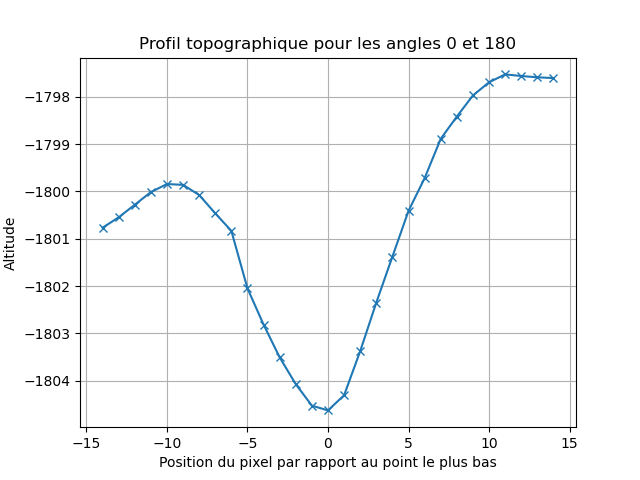 Profil topographique pour les angles 0 et 180
−1798
−1799
−1800
−1801
−1802
−1803
−1804
Altitude
−15 −10 −5 0 5 10 15
Position du pixel par rapport au point le plus bas